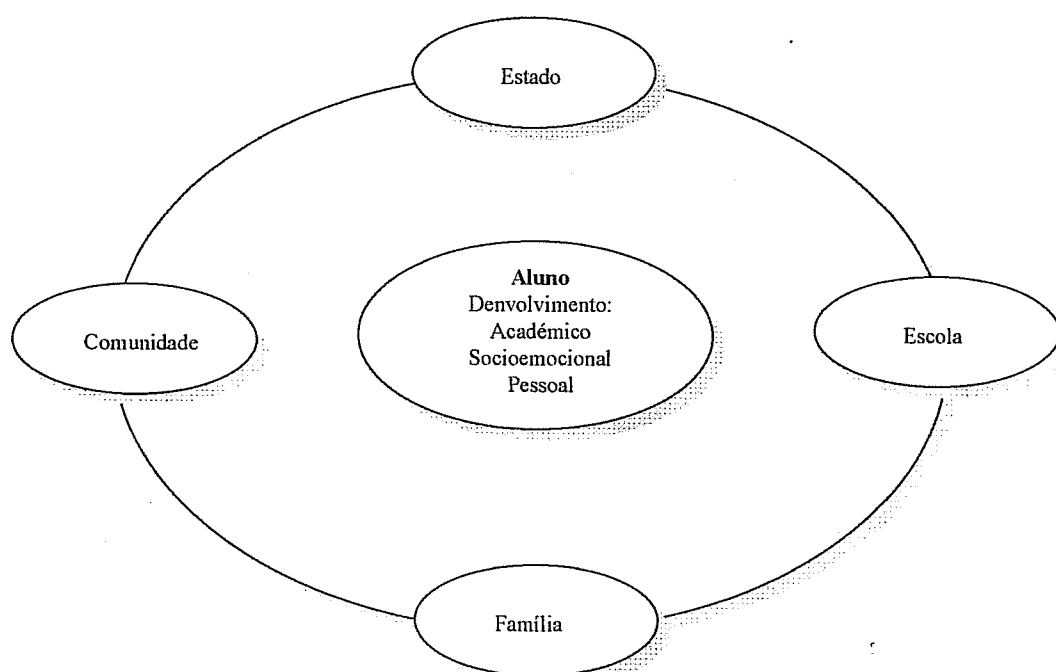 Estado
Comunidade
Aluno
Denvolvimento:
Académico
Socioemocional
Pessoal
Escola
Família